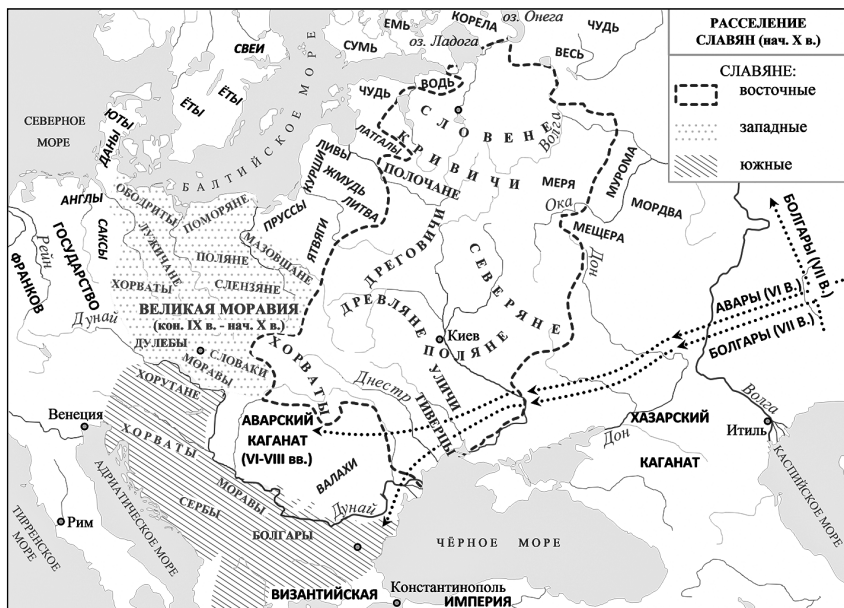 РАССЕЛЕНИЕ
СЛАВЯН (нач. X в.)
СЛАВЯНЕ:
восточные
западные
южные
ЕМЬ
КОРЕЛА
оз. Онега
ЧУДЬ
СВЕИ
СУМЬ
оз. Ладога
ВЕСЬ
ВОДЬ
ЧУДЬ
ЁТЫ
ЁТЫ
СЕВЕРНОЕ
МОРЕ
ЮТЫ
ДАНЫ
БАЛТИЙСКОЕ МОРЕ
СЛОВЕНЕ
Волга
ЛАТГАЛЫ
КРИВИЧИ
ЛИВЫ
КУРШИ
ЖМУДЬ
ЛИТВА
ПОЛОЧАНЕ
МЕРЯ
МУРОМА
МОРДВА
Ока
МЕЩЕРА
АНГЛЫ
САКСЫ
ОБОДРИТЫ
ПОМОРЯНЕ
ПРУССЫ
ЯТВЯГИ
ГОСУДАРСТВО
ФРАНКОВ
Рейн
ЛУЖИЧАНЕ
ПОЛЯНЕ
МАЗОВШАНЕ
ДРЕГОВИЧИ
СЕВЕРЯНЕ
Дон
БОЛГАРЫ (VII В.)
ХОРВАТЫ
СЛЕНЗЯНЕ
ВЕЛИКАЯ МОРАВИЯ
(кон. IX в. - нач. X в.)
ДРЕВЛЯНЕ
АВАРЫ (VI В.)
БОЛГАРЫ (VII В.)
Дунай
ДУЛЕБЫ
СЛОВАКИ
МОРАВЫ
ХОРВАТЫ
Киев
ПОЛЯНЕ
ХОРУТАНЕ
Днестр
УЛИЧИ
ТИВЕРЦЫ
Венеция
ХОРВАТЫ
АВАРСКИЙ
КАГАНАТ
(VI-VIII вв.)
ВАЛАХИ
Волга
ХАЗАРСКИЙ
КАГАНАТ
Итиль
Дон
АДРИАТИЧЕСКОЕ МОРЕ
МОРАВЫ
СЕРБЫ
Дунай
КАСПИЙСКОЕ МОРЕ
Рим
ТИРРЕНСКОЕ
МОРЕ
БОЛГАРЫ
ЧЁРНОЕ МОРЕ
Константинополь
ВИЗАНТИЙСКАЯ ИМПЕРИЯ